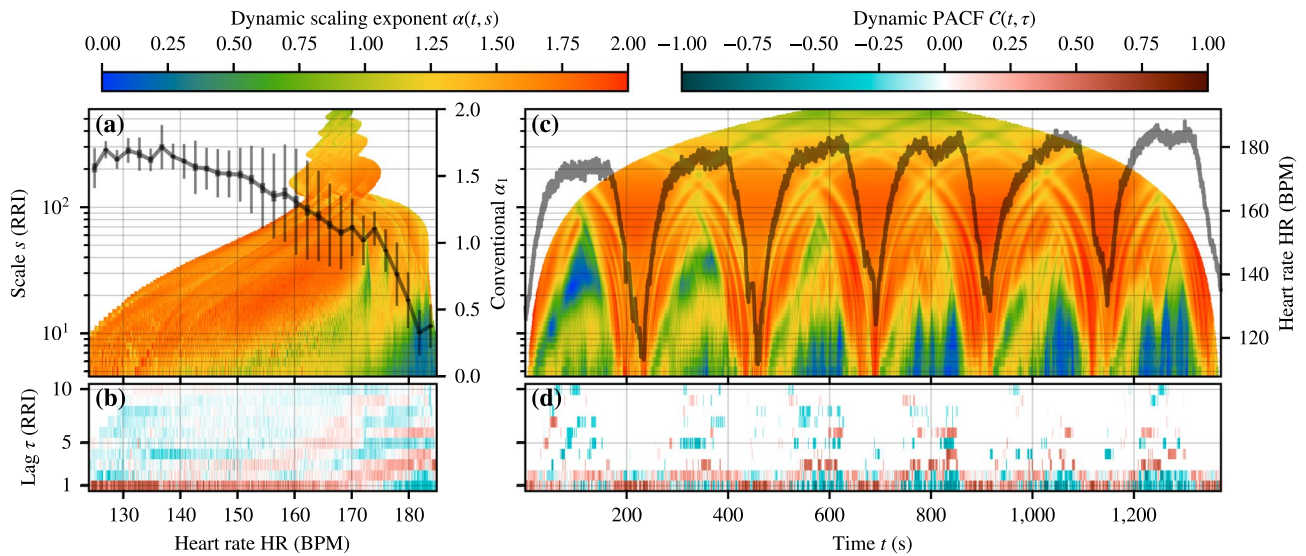 Dynamic scaling exponent α(t, s)
Dynamic PACF C(t, τ)
0.00 0.25 0.50 0.75 1.00 1.25 1.50 1.75 2.00
−1.00 −0.75 −0.50 −0.25 0.00 0.25 0.50 0.75 1.00
(a)
Scale s (RRI)
10²
10¹
2.0
1.5
1.0
0.5
0.0
Conventional α₁
(c)
180
160
140
120
Heart rate HR (BPM)
(b)
Lag τ (RRI)
10
5
1
130 140 150 160 170 180
Heart rate HR (BPM)
(d)
200 400 600 800 1,000 1,200
Time t (s)